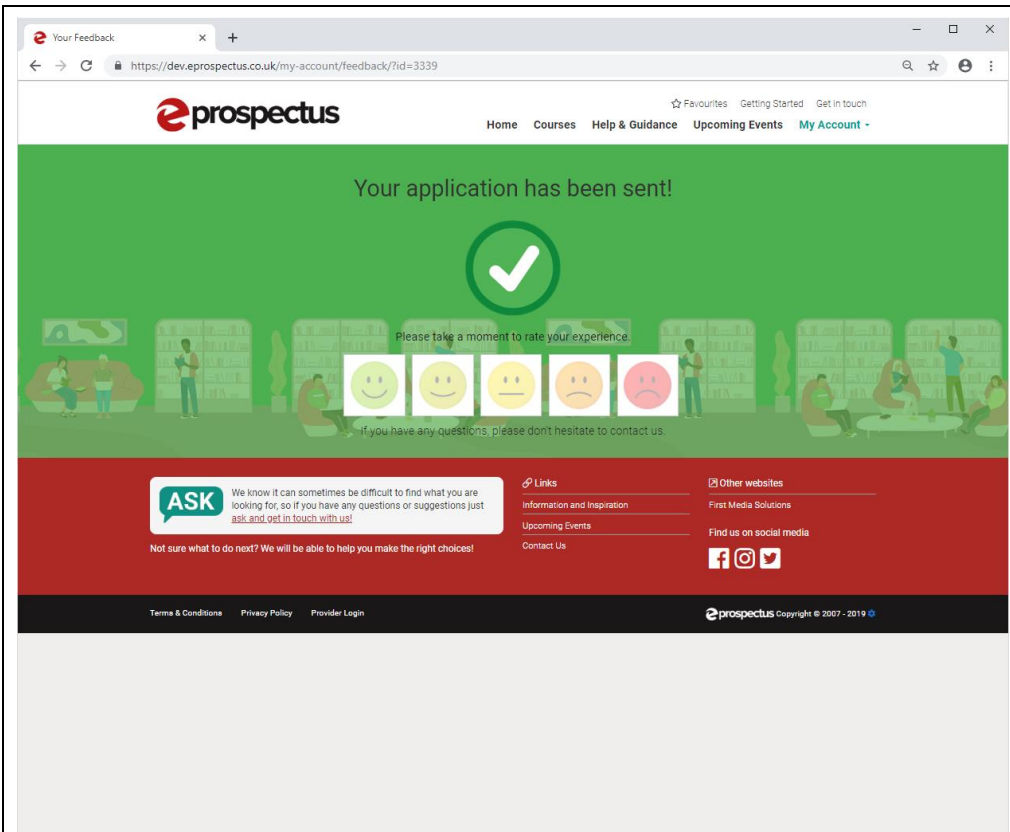 Your Feedback
https://dev.eprospectus.co.uk/my-account/feedback/?id=3339
eprospectus
Favourites Getting Started Get in touch
Home Courses Help & Guidance Upcoming Events My Account
Your application has been sent!
Please take a moment to rate your experience.
If you have any questions, please don't hesitate to contact us.
ASK
We know it can sometimes be difficult to find what you are
looking for, so if you have any questions or suggestions just
ask and get in touch with us!
Not sure what to do next? We will be able to help you make the right choices!
Links
Information and Inspiration
Upcoming Events
Contact Us
Other websites
First Media Solutions
Find us on social media
Terms & Conditions Privacy Policy Provider Login
eprospectus Copyright © 2007 - 2019